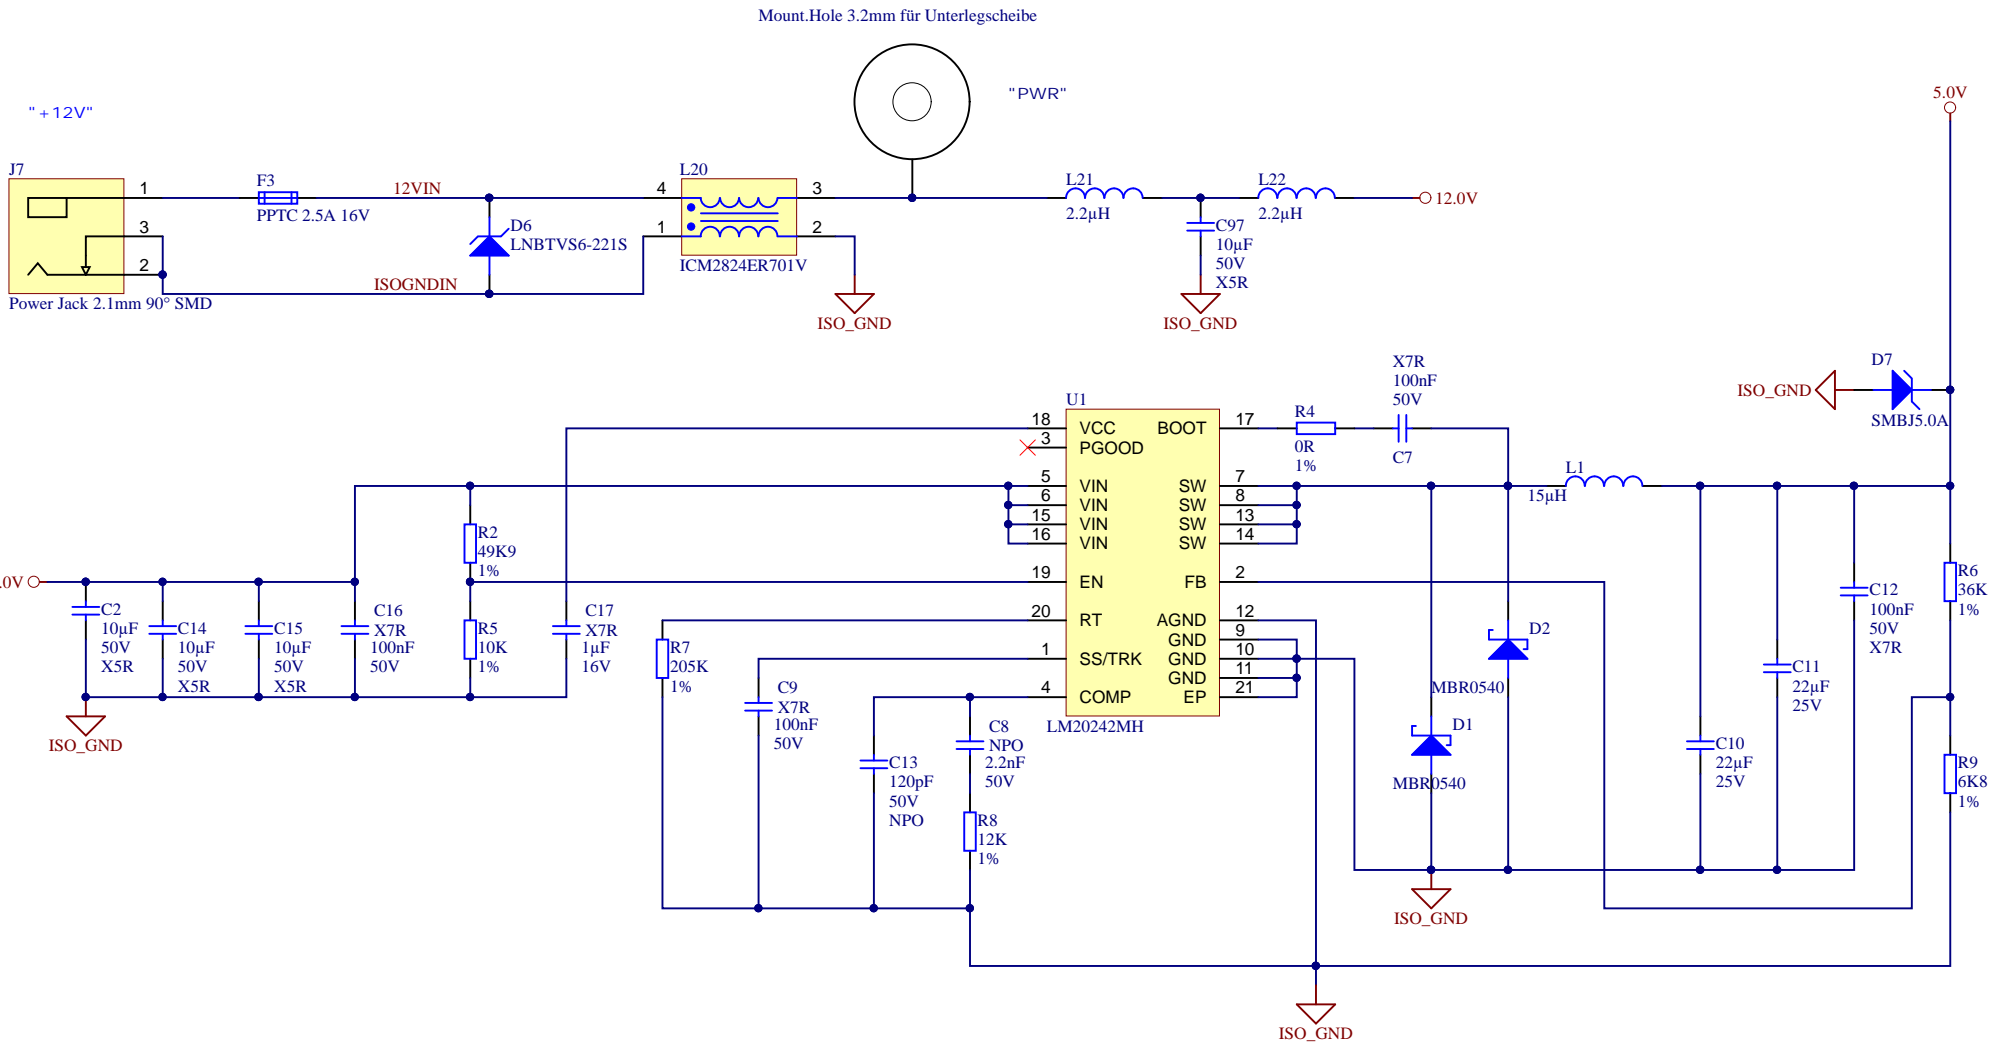 Mount.Hole 3.2mm für Unterlegscheibe
"+12V"
"PWR"
5.0V
J7
1
3
2
Power Jack 2.1mm 90° SMD
F3
PPTC 2.5A 16V
12VIN
ISOGNDIN
D6
LNBTVS6-221S
L20
4
1
3
2
ICM2824ER701V
ISO_GND
L21
2.2µH
L22
2.2µH
12.0V
C97
10µF
50V
X5R
ISO_GND
D7
ISO_GND
SMBJ5.0A
.0V
C2
10µF
50V
X5R
C14
10µF
50V
X5R
C15
10µF
50V
X5R
C16
X7R
100nF
50V
ISO_GND
R2
49K9
1%
R5
10K
1%
C17
X7R
1µF
16V
R7
205K
1%
C9
X7R
100nF
50V
C13
120pF
50V
NPO
C8
NPO
2.2nF
50V
R8
12K
1%
U1
18 VCC
3 PGOOD
5 VIN
6 VIN
15 VIN
16 VIN
19 EN
20 RT
1 SS/TRK
4 COMP
BOOT 17
SW 7
SW 8
SW 13
SW 14
FB 2
AGND 12
GND 9
GND 10
GND 11
EP 21
LM20242MH
R4
0R
1%
X7R
100nF
50V
C7
L1
15µH
D2
MBR0540
D1
MBR0540
ISO_GND
C10
22µF
25V
C11
22µF
25V
C12
100nF
50V
X7R
R6
36K
1%
R9
6K8
1%
ISO_GND